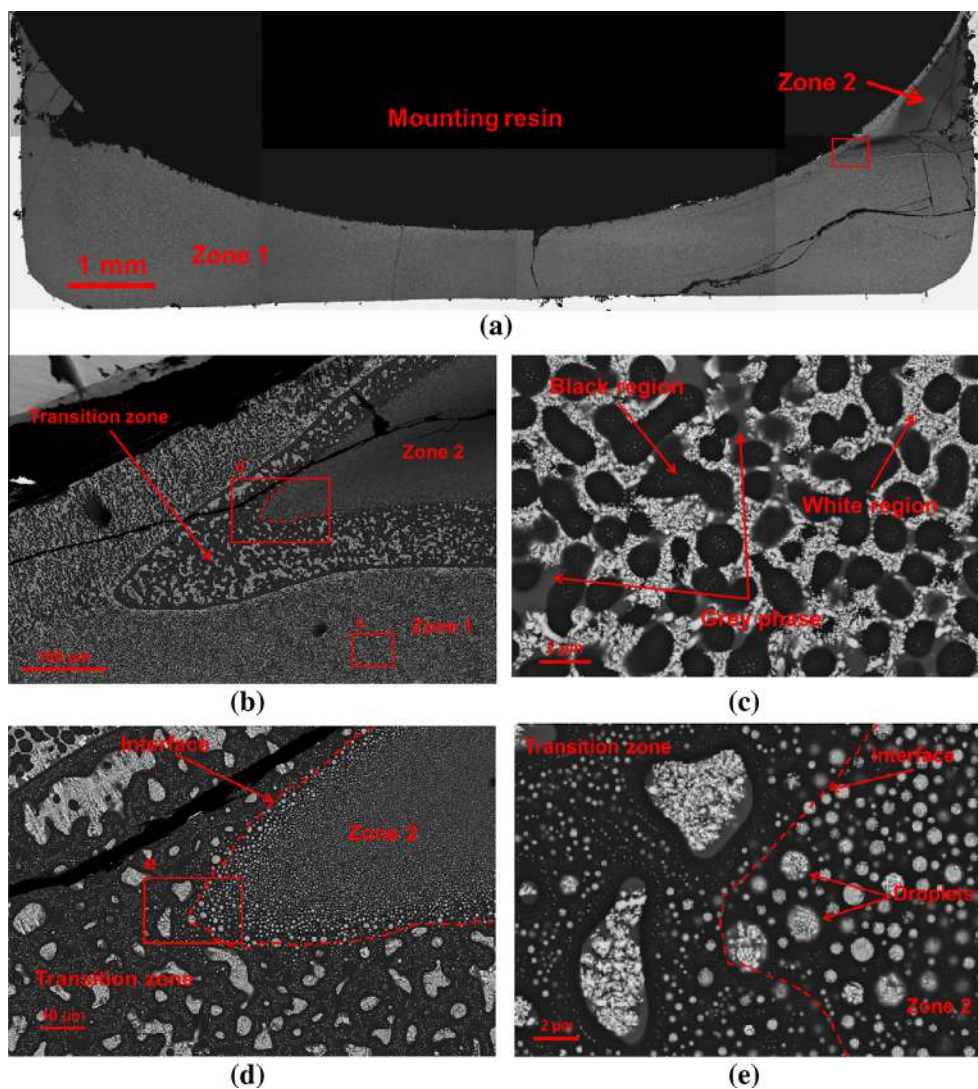 Zone 2
Mounting resin
Zone 1
1 mm
(a)
Transition zone
d
Zone 2
Zone 1
c
100 µm
(b)
Black region
White region
Grey phase
2 µm
(c)
Interface
Zone 2
e
Transition zone
10 µm
(d)
Transition zone
Interface
Droplets
Zone 2
2 µm
(e)